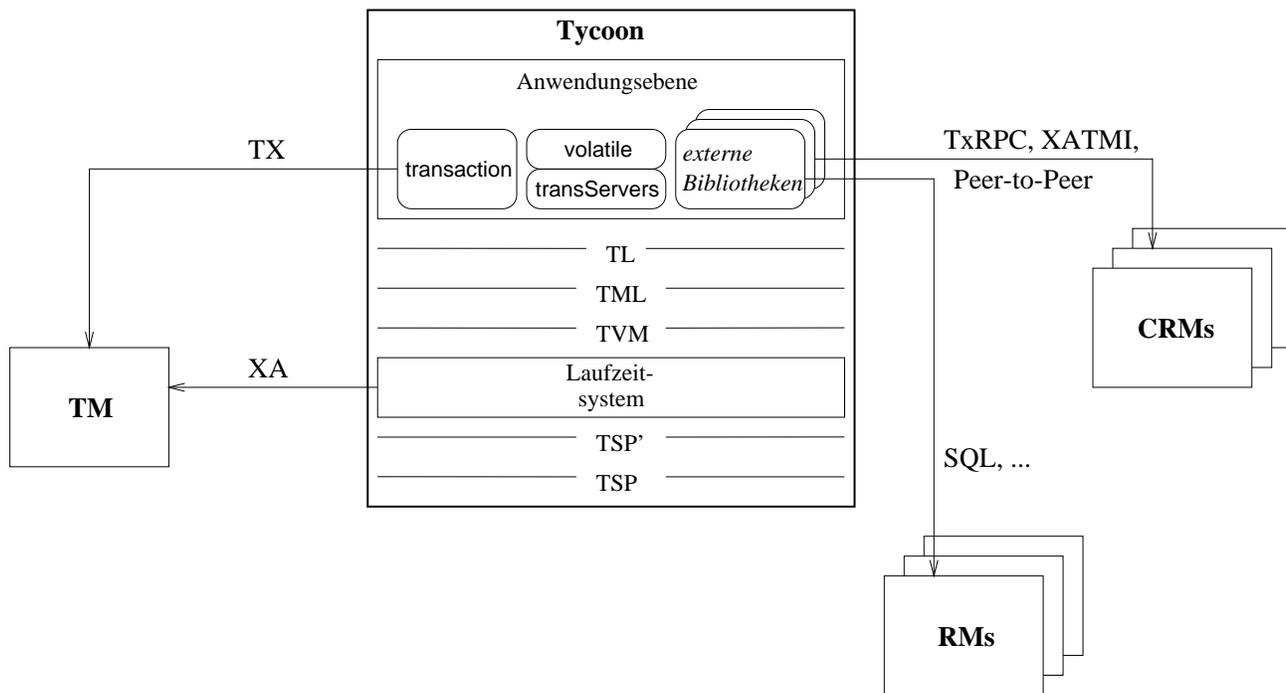 Tycoon
Anwendungsebene
TX
transaction
volatile
transServers
externe
Bibliotheken
TxRPC, XATMI,
Peer-to-Peer
TL
TML
TVM
CRMs
XA
Laufzeit-
system
TM
TSP'
TSP
SQL, ...
RMs